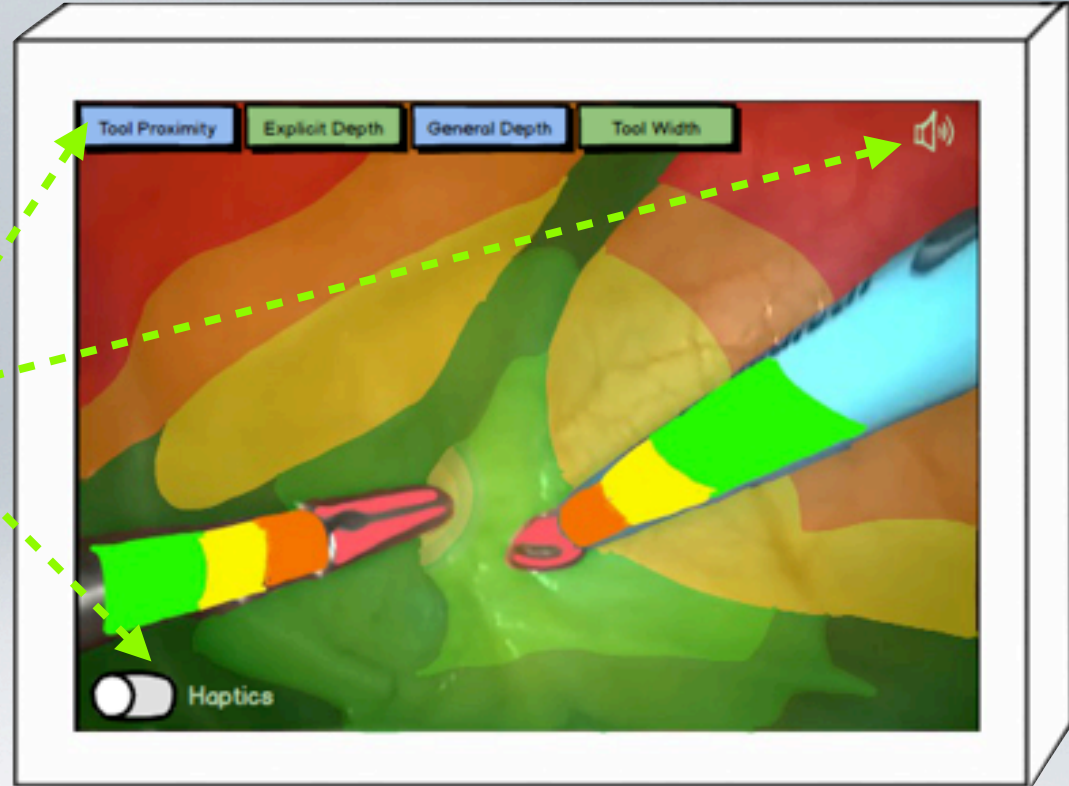 Tool Proximity
Explicit Depth
General Depth
Tool Width
Haptics